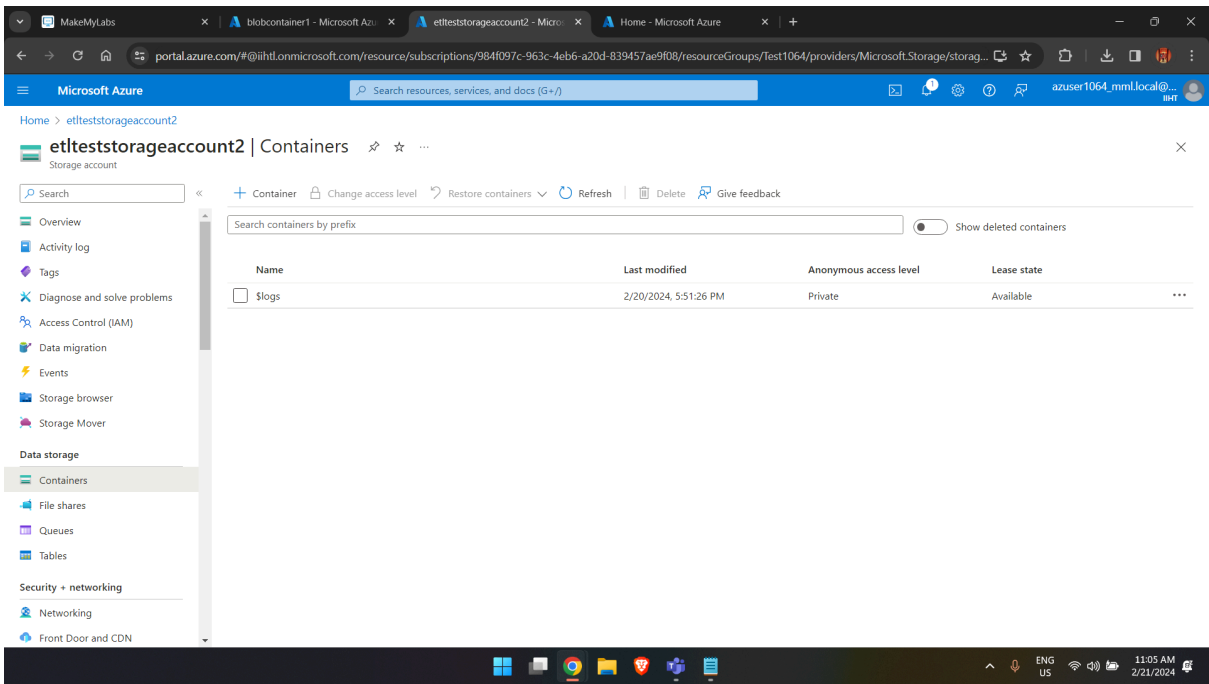 MakeMyLabs
blobcontainer1 - Microsoft Azu
etlteststorageaccount2 - Micros
Home - Microsoft Azure
portal.azure.com/#@iihtl.onmicrosoft.com/resource/subscriptions/984f097c-963c-4eb6-a20d-839457ae9f08/resourceGroups/Test1064/providers/Microsoft.Storage/storag...
Microsoft Azure
Search resources, services, and docs (G+/)
1
azuser1064_mml.local@...
IIHT
Home > etlteststorageaccount2
etlteststorageaccount2 | Containers
Storage account
Search
Container
Change access level
Restore containers
Refresh
Delete
Give feedback
Overview
Activity log
Tags
Diagnose and solve problems
Access Control (IAM)
Data migration
Events
Storage browser
Storage Mover
Data storage
Containers
File shares
Queues
Tables
Security + networking
Networking
Front Door and CDN
Search containers by prefix
Show deleted containers
Name Last modified Anonymous access level Lease state
$logs 2/20/2024, 5:51:26 PM Private Available
ENG
US
11:05 AM
2/21/2024